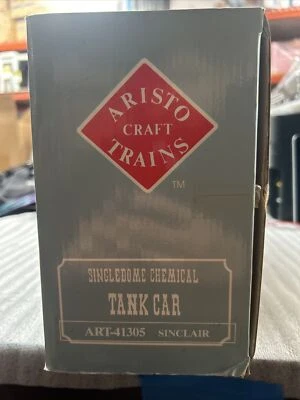 ARISTO
CRAFT
TRAINS
TM
SINGLEDOME CHEMICAL
TANK CAR
ART-41305 SINCLAIR